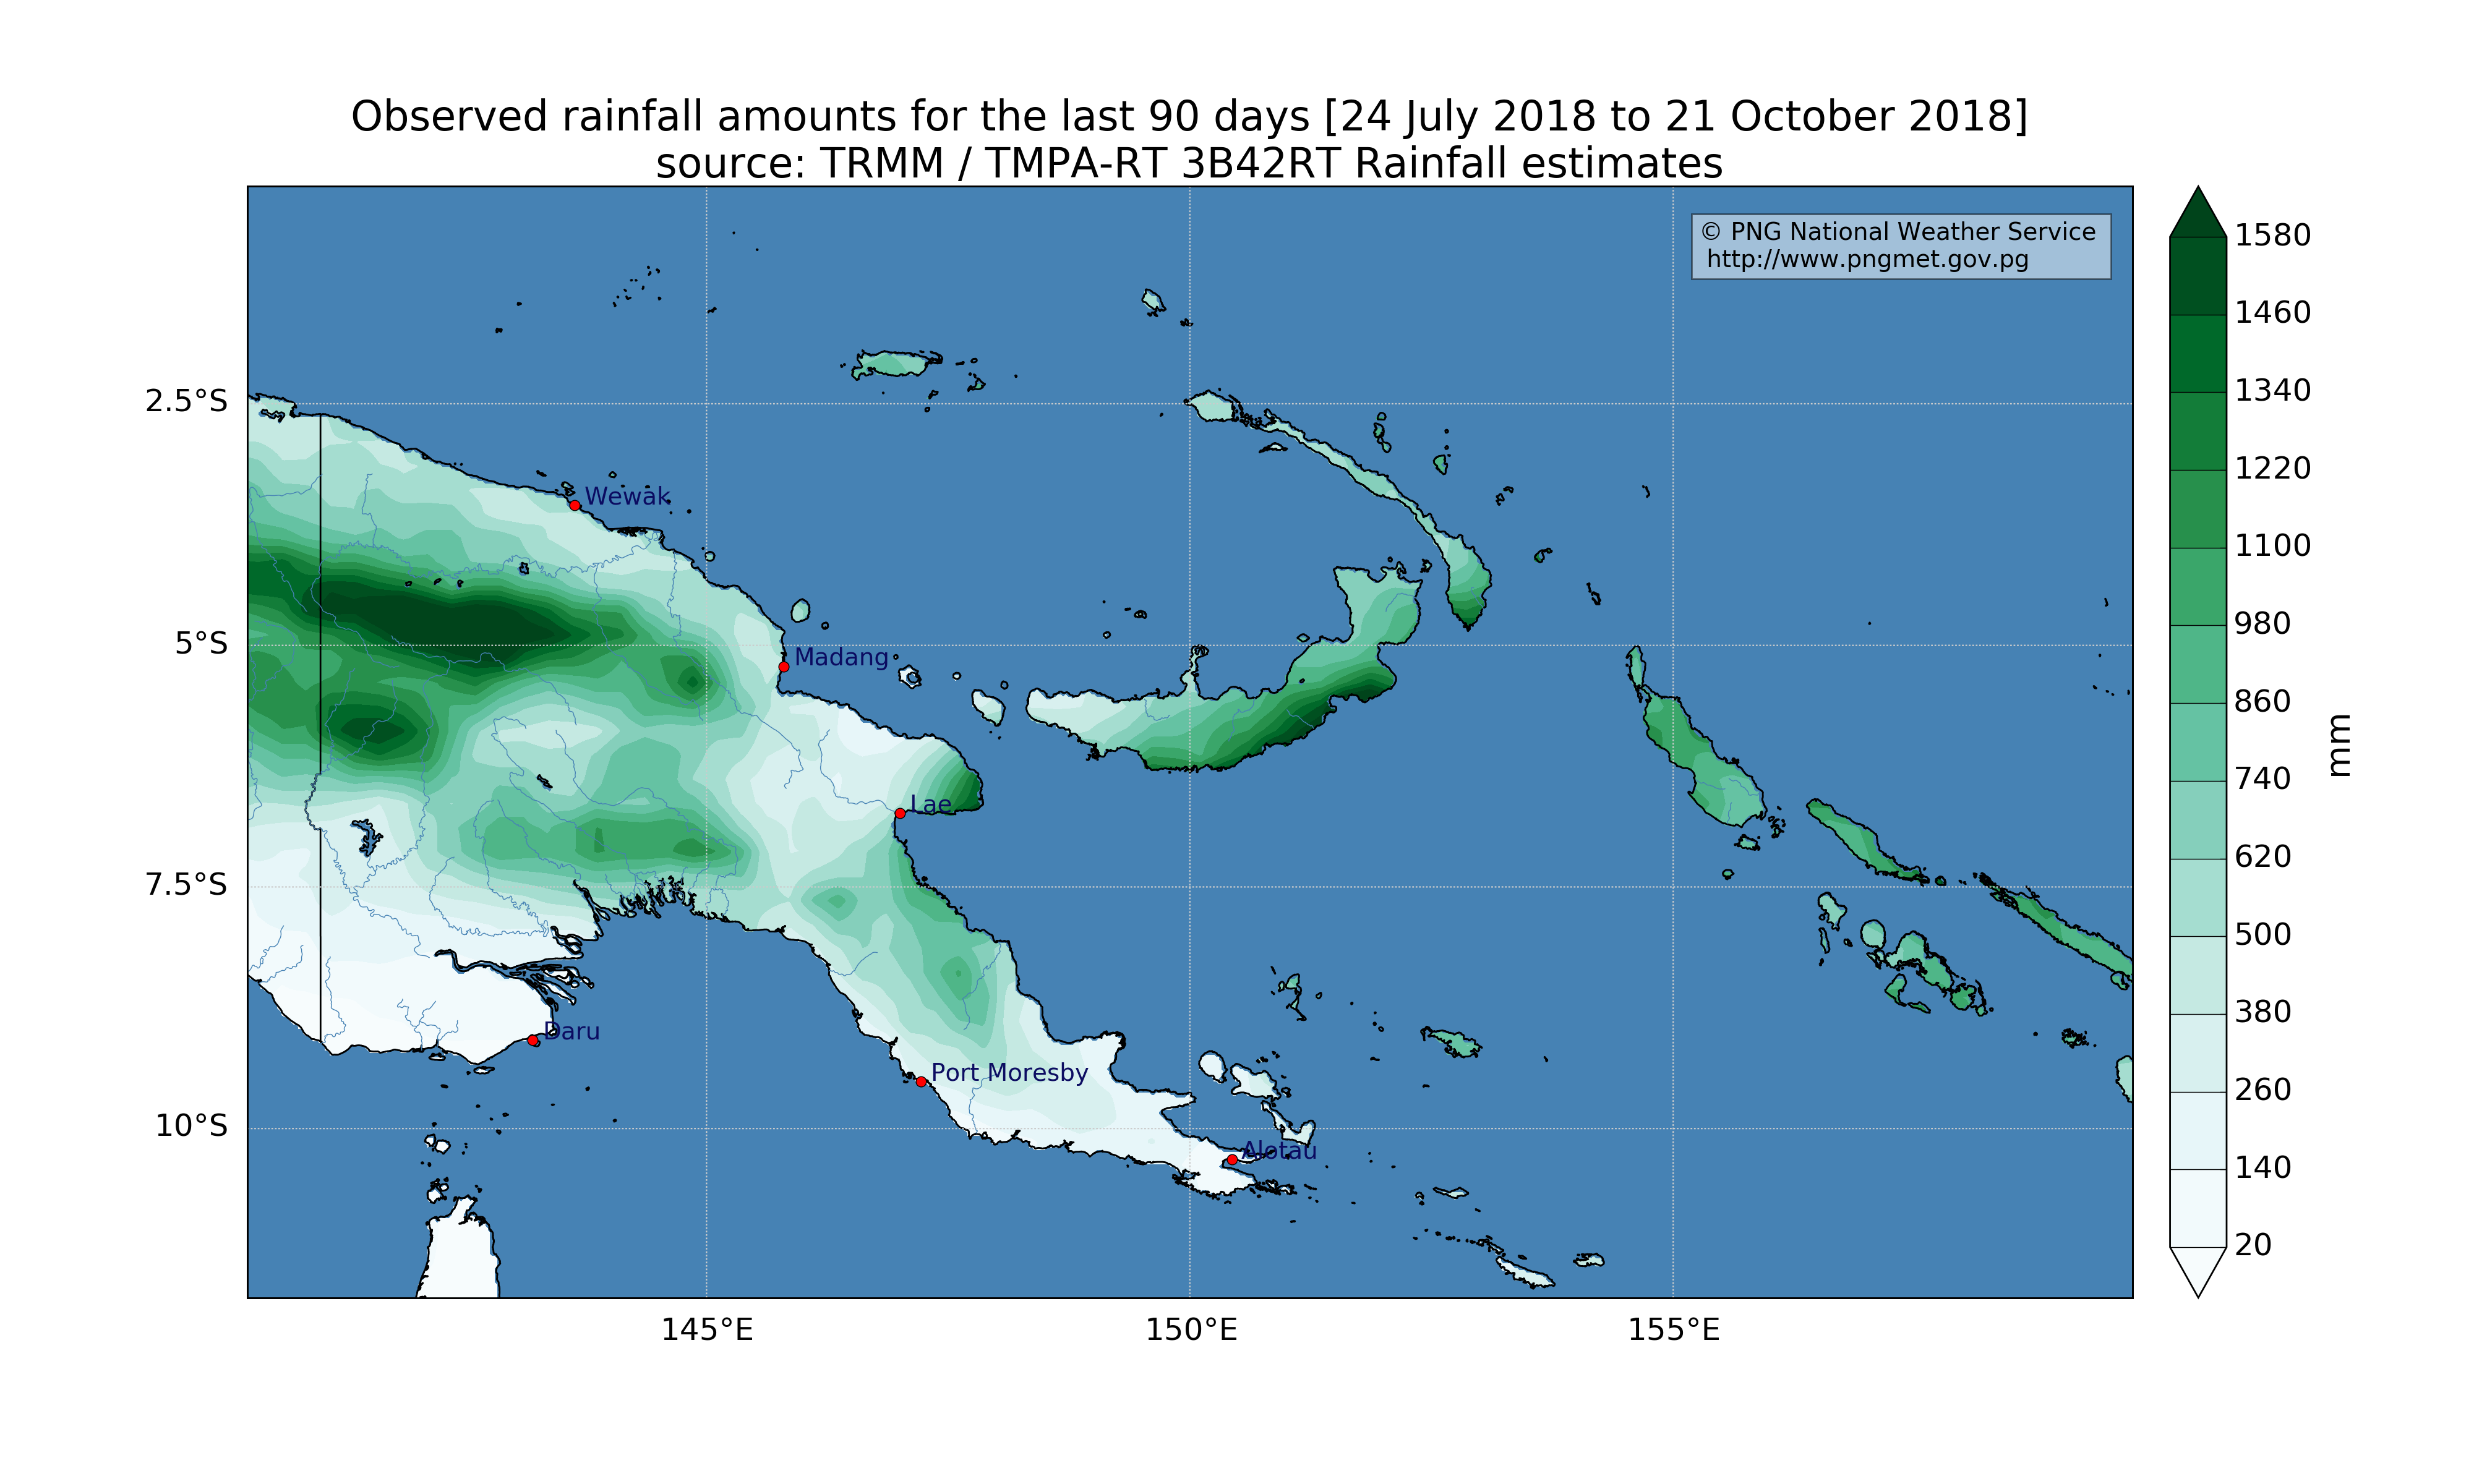 Observed rainfall amounts for the last 90 days [24 July 2018 to 21 October 2018]
source: TRMM / TMPA-RT 3B42RT Rainfall estimates
© PNG National Weather Service
http://www.pngmet.gov.pg
2.5°S
5°S
7.5°S
10°S
Wewak
Madang
Lae
Daru
Port Moresby
Alotau
145°E
150°E
155°E
1580
1460
1340
1220
1100
980
860
740
620
500
380
260
140
20
mm